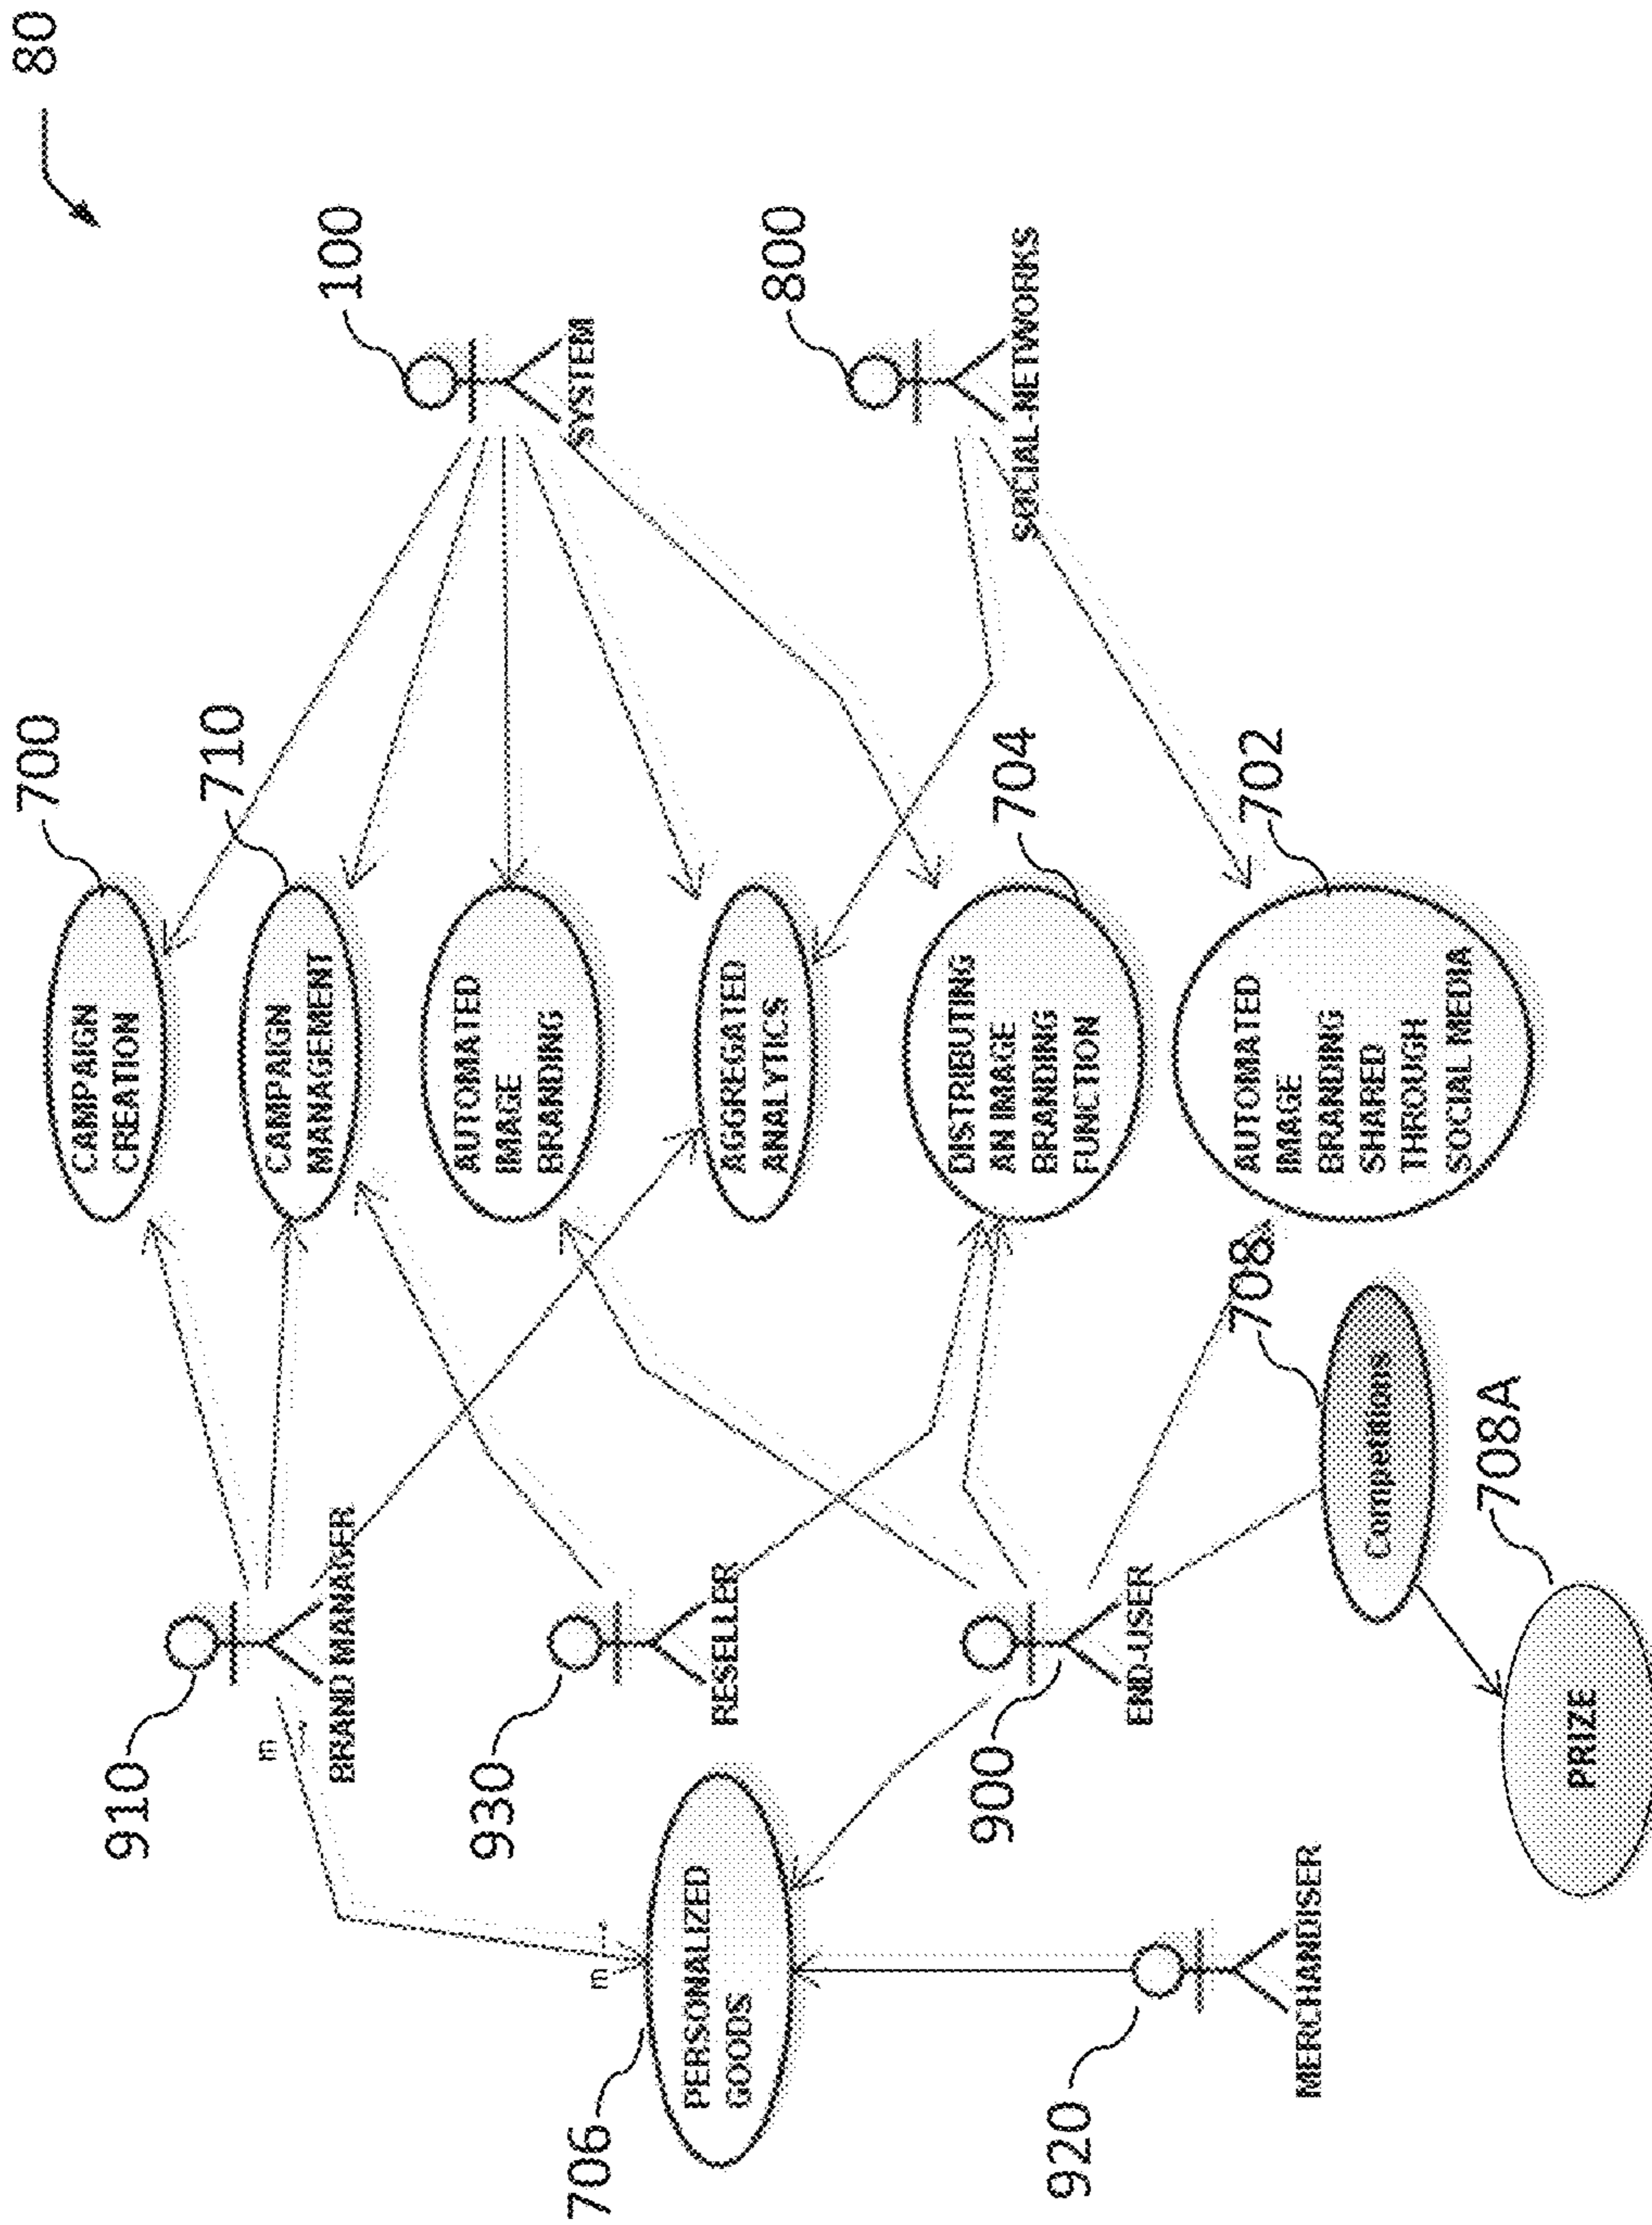 80
700
710
100
800
704
702
CAMPAIGN
CREATION
CAMPAIGN
MANAGEMENT
AUTOMATED
IMAGE
BRANDING
AGGREGATED
ANALYTICS
DISTRIBUTING
AN IMAGE
BRANDING
FUNCTION
AUTOMATED
IMAGE
BRANDING
SHARED
THROUGH
SOCIAL MEDIA
SYSTEM
SOCIAL-NETWORKS
910
m
BRAND MANAGER
930
RESELLER
900
END-USER
708
Competitions
708A
PRIZE
706
m
PERSONALIZED
GOODS
920
MERCHANDISER